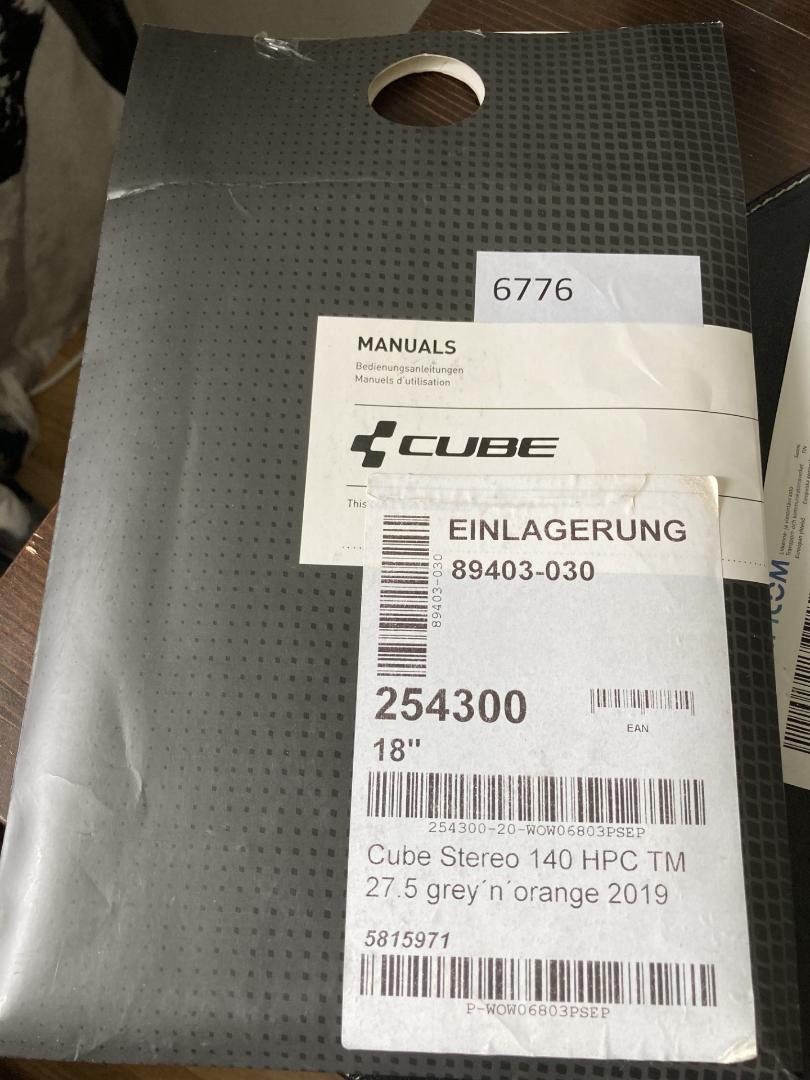 6776
MANUALS
Bedienungsanleitungen
Manuels d'utilisation
CUBE
This
EINLAGERUNG
89403-030
89403-030
254300
EAN
18"
254300-20-WOW06803PSEP
Cube Stereo 140 HPC TM
27.5 grey´n´orange 2019
5815971
P-WOW06803PSEP